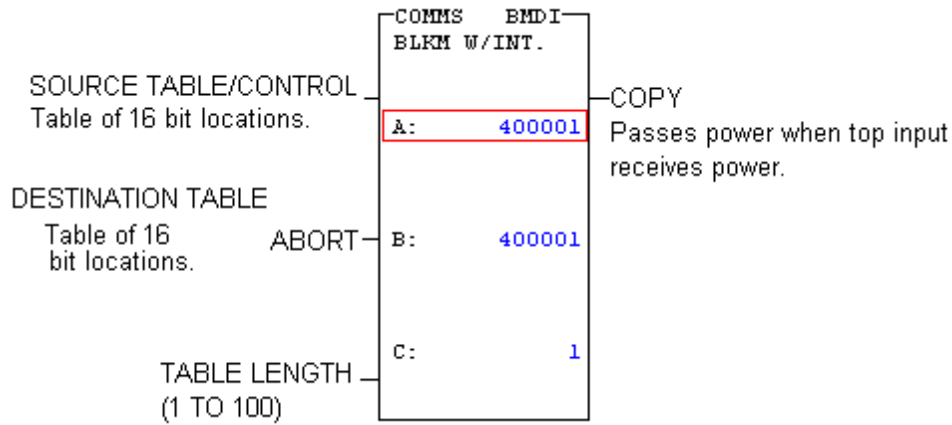 COMMS BMDI
BLKM W/INT.
SOURCE TABLE/CONTROL
Table of 16 bit locations.
A: 400001
COPY
Passes power when top input
receives power.
DESTINATION TABLE
Table of 16
bit locations.
ABORT
B: 400001
C: 1
TABLE LENGTH
(1 TO 100)